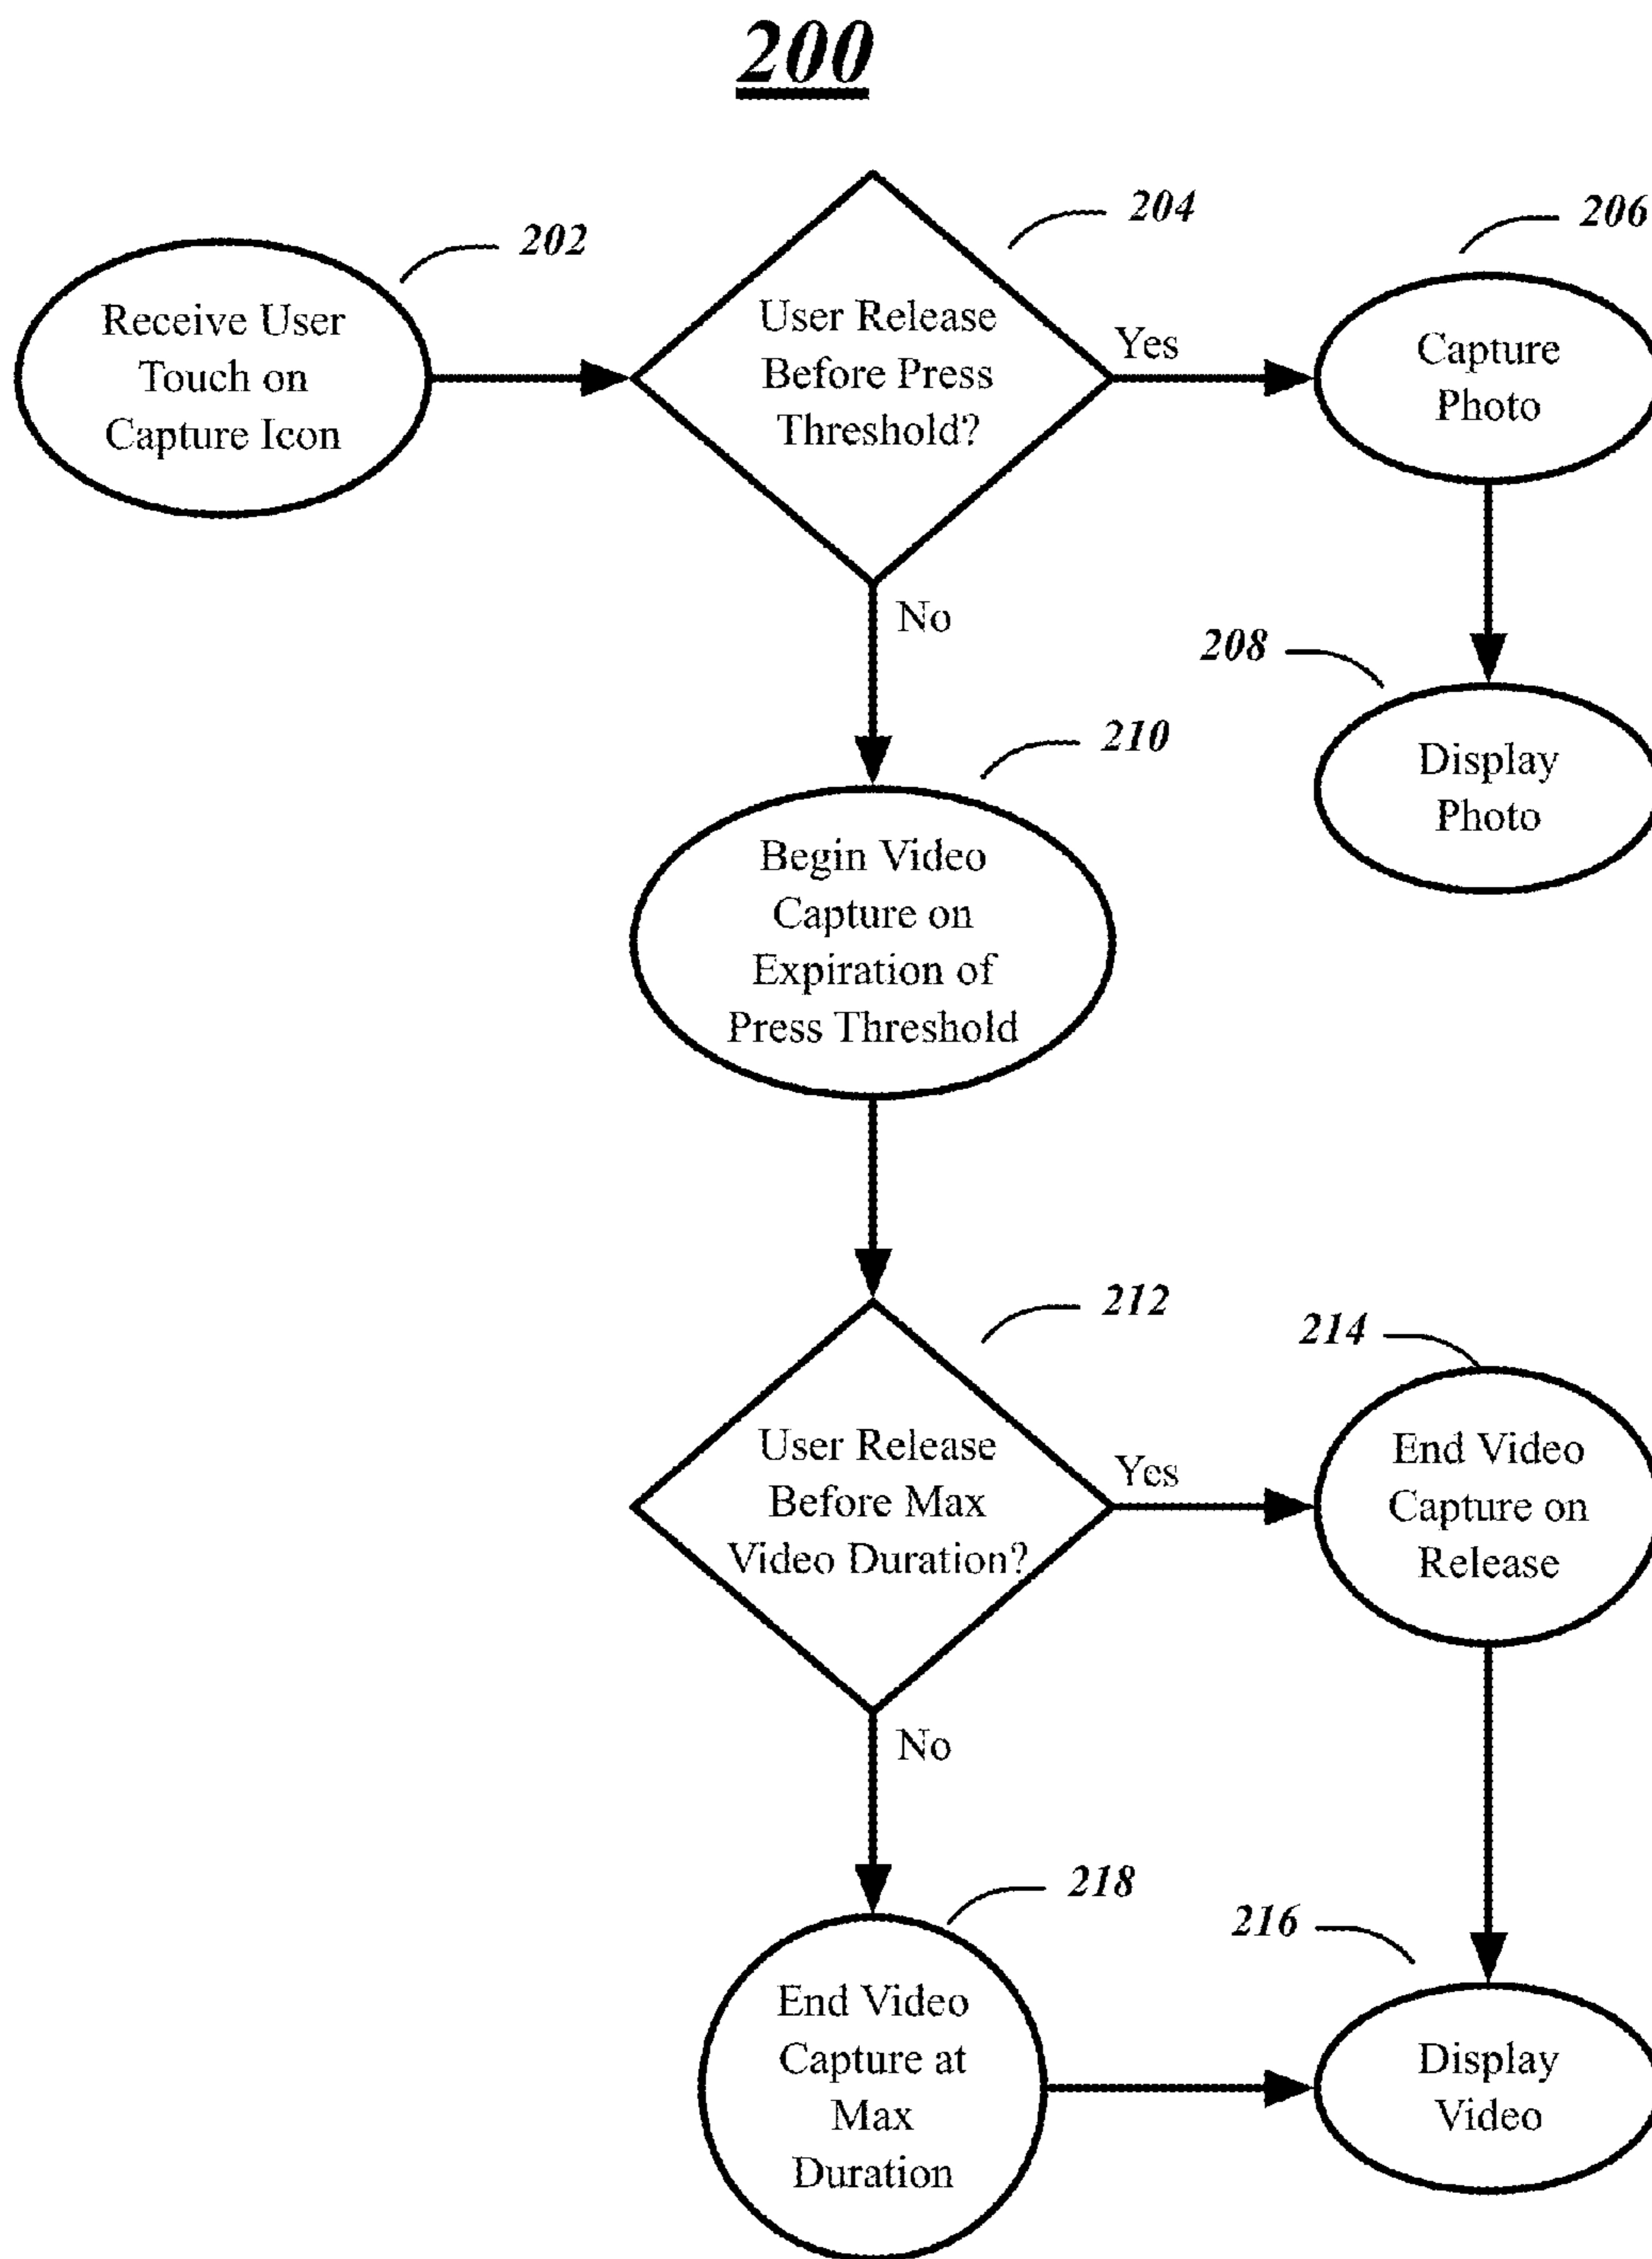 200
202
Receive User
Touch on
Capture Icon
204
User Release
Before Press
Threshold?
Yes
206
Capture
Photo
No
208
Display
Photo
210
Begin Video
Capture on
Expiration of
Press Threshold
212
User Release
Before Max
Video Duration?
Yes
214
End Video
Capture on
Release
No
218
End Video
Capture at
Max
Duration
216
Display
Video